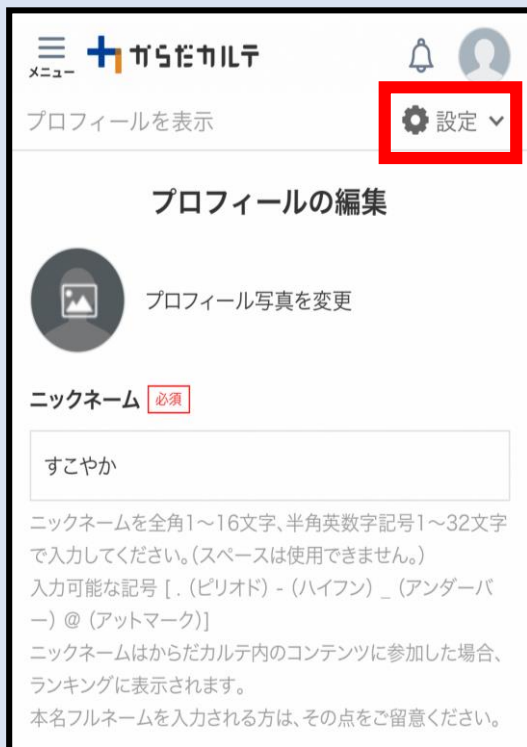 メニュー からだカルテ
プロフィールを表示 設定
プロフィールの編集
プロフィール写真を変更
ニックネーム 必須
すこやか
ニックネームを全角1～16文字、半角英数字記号1～32文字
で入力してください。(スペースは使用できません。)
入力可能な記号 [ . (ピリオド) - (ハイフン) _ (アンダーバ
ー) @ (アットマーク)]
ニックネームはからだカルテ内のコンテンツに参加した場合、
ランキングに表示されます。
本名フルネームを入力される方は、その点をご留意ください。